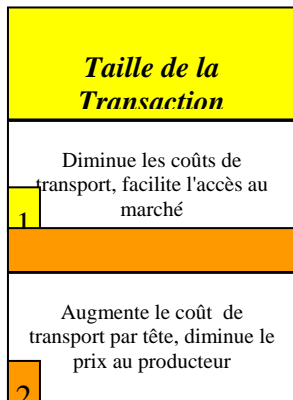 Taille de la
Transaction
Diminue les coûts de
transport, facilite l'accès au
marché
1
Augmente le coût  de
transport par tête, diminue le
prix au producteur
2